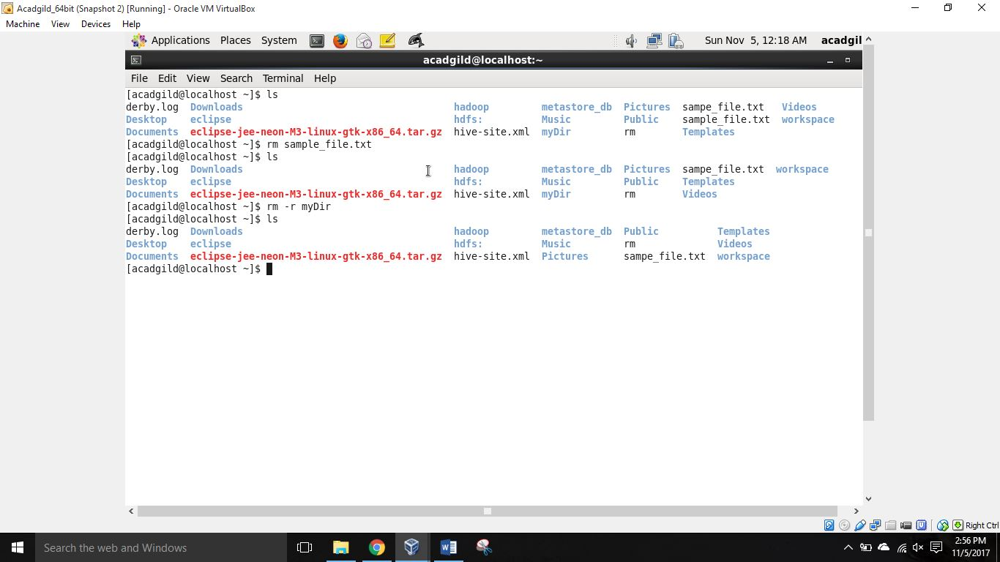 Acadgild_64bit (Snapshot 2) [Running] - Oracle VM VirtualBox
Machine View Devices Help
Applications Places System Sun Nov 5, 12:18 AM acadgil
acadgild@localhost:~
File Edit View Search Terminal Help
[acadgild@localhost ~]$ ls
derby.log Downloads hadoop metastore_db Pictures sampe_file.txt Videos
Desktop eclipse hdfs: Music Public sample_file.txt workspace
Documents eclipse-jee-neon-M3-linux-gtk-x86_64.tar.gz hive-site.xml myDir rm Templates
[acadgild@localhost ~]$ rm sample_file.txt
[acadgild@localhost ~]$ ls
derby.log Downloads hadoop metastore_db Pictures sampe_file.txt workspace
Desktop eclipse hdfs: Music Public Templates
Documents eclipse-jee-neon-M3-linux-gtk-x86_64.tar.gz hive-site.xml myDir rm Videos
[acadgild@localhost ~]$ rm -r myDir
[acadgild@localhost ~]$ ls
derby.log Downloads hadoop metastore_db Public Templates
Desktop eclipse hdfs: Music rm Videos
Documents eclipse-jee-neon-M3-linux-gtk-x86_64.tar.gz hive-site.xml Pictures sampe_file.txt workspace
[acadgild@localhost ~]$
Right Ctrl
Search the web and Windows
2:56 PM
11/5/2017